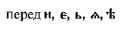 перед н, є, ь, ѧ, ѣ